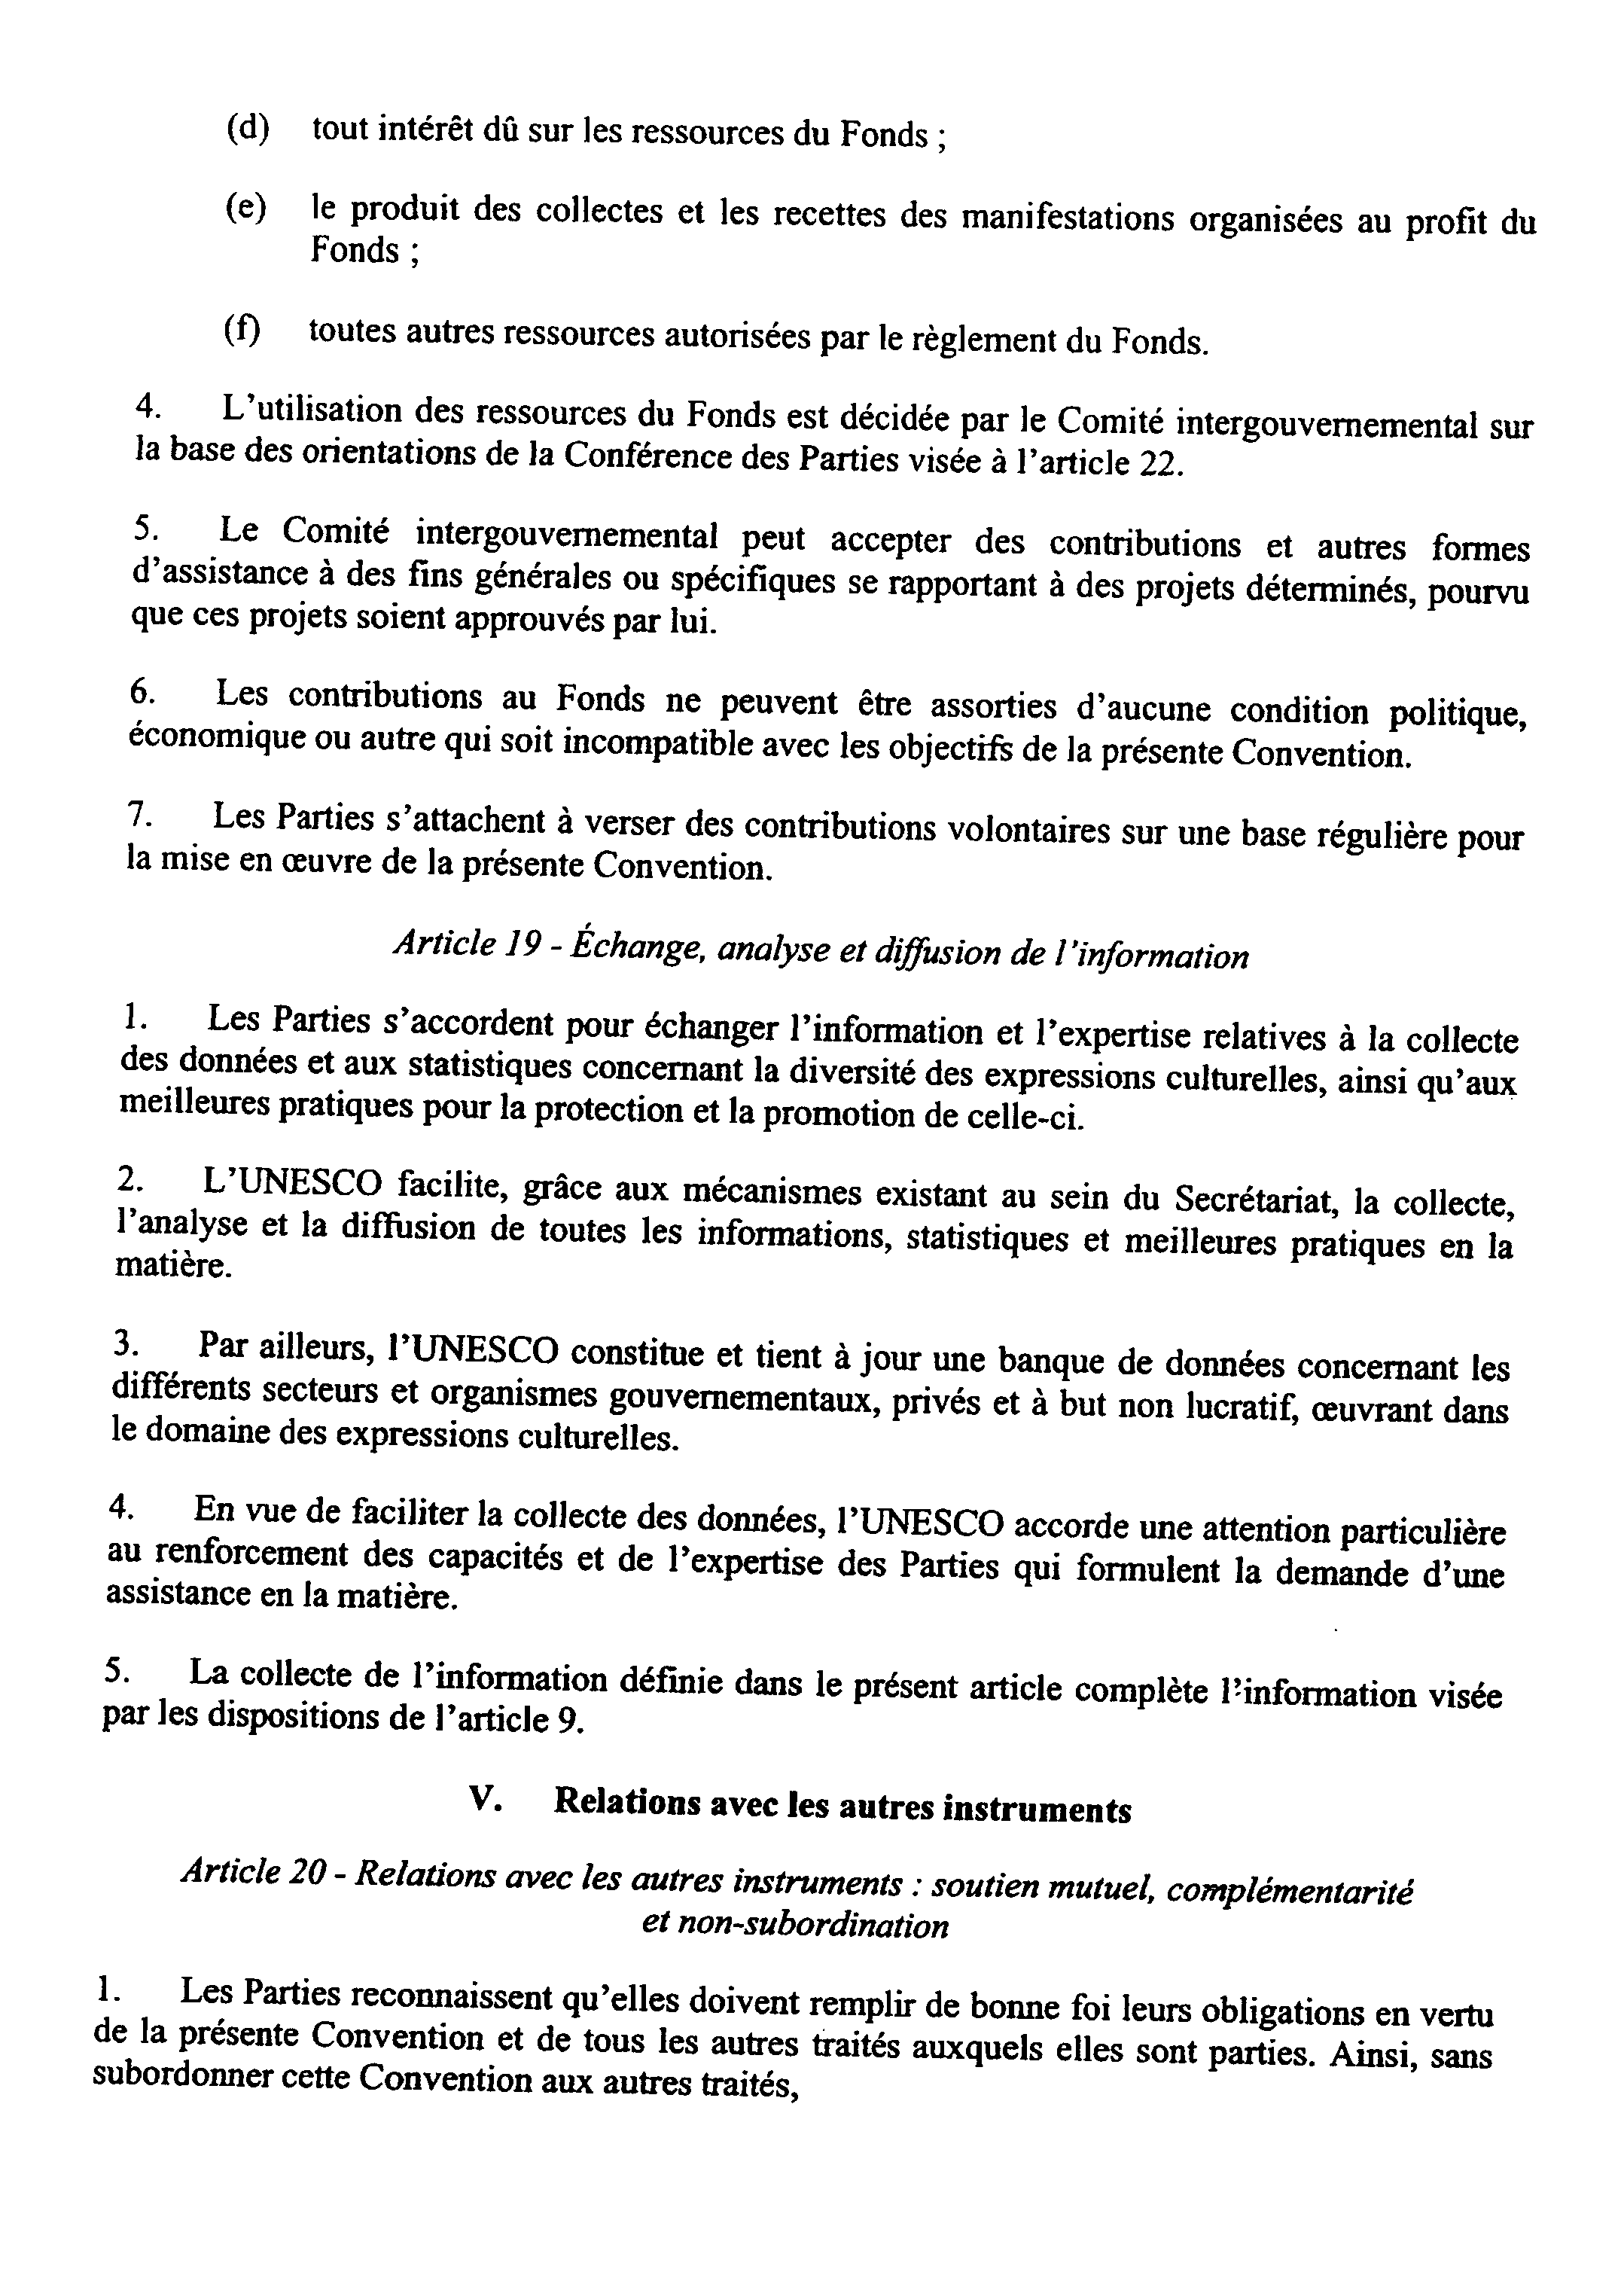 (d) tout intérêt dû sur les ressources du Fonds ;
(e) le produit des collectes et les recettes des manifestations organisées au profit du
Fonds ;
(f) toutes autres ressources autorisées par le règlement du Fonds.
4. L'utilisation des ressources du Fonds est décidée par le Comité intergouvernemental sur
la base des orientations de la Conférence des Parties visée à l'article 22.
5. Le Comité intergouvernemental peut accepter des contributions et autres formes
d'assistance à des fins générales ou spécifiques se rapportant à des projets déterminés, pourvu
que ces projets soient approuvés par lui.
6. Les contributions au Fonds ne peuvent être assorties d'aucune condition politique,
économique ou autre qui soit incompatible avec les objectifs de la présente Convention.
7. Les Parties s'attachent à verser des contributions volontaires sur une base régulière pour
la mise en œuvre de la présente Convention.
Article 19 - Échange, analyse et diffusion de l'information
1. Les Parties s'accordent pour échanger l'information et l'expertise relatives à la collecte
des données et aux statistiques concernant la diversité des expressions culturelles, ainsi qu'aux
meilleures pratiques pour la protection et la promotion de celle-ci.
2. L'UNESCO facilite, grâce aux mécanismes existant au sein du Secrétariat, la collecte,
l'analyse et la diffusion de toutes les informations, statistiques et meilleures pratiques en la
matière.
3. Par ailleurs, l'UNESCO constitue et tient à jour une banque de données concernant les
différents secteurs et organismes gouvernementaux, privés et à but non lucratif, œuvrant dans
le domaine des expressions culturelles.
4. En vue de faciliter la collecte des données, l'UNESCO accorde une attention particulière
au renforcement des capacités et de l'expertise des Parties qui formulent la demande d'une
assistance en la matière.
5. La collecte de l'information définie dans le présent article complète l'information visée
par les dispositions de l'article 9.
V. Relations avec les autres instruments
Article 20 - Relations avec les autres instruments : soutien mutuel, complémentarité
et non-subordination
1. Les Parties reconnaissent qu'elles doivent remplir de bonne foi leurs obligations en vertu
de la présente Convention et de tous les autres traités auxquels elles sont parties. Ainsi, sans
subordonner cette Convention aux autres traités,